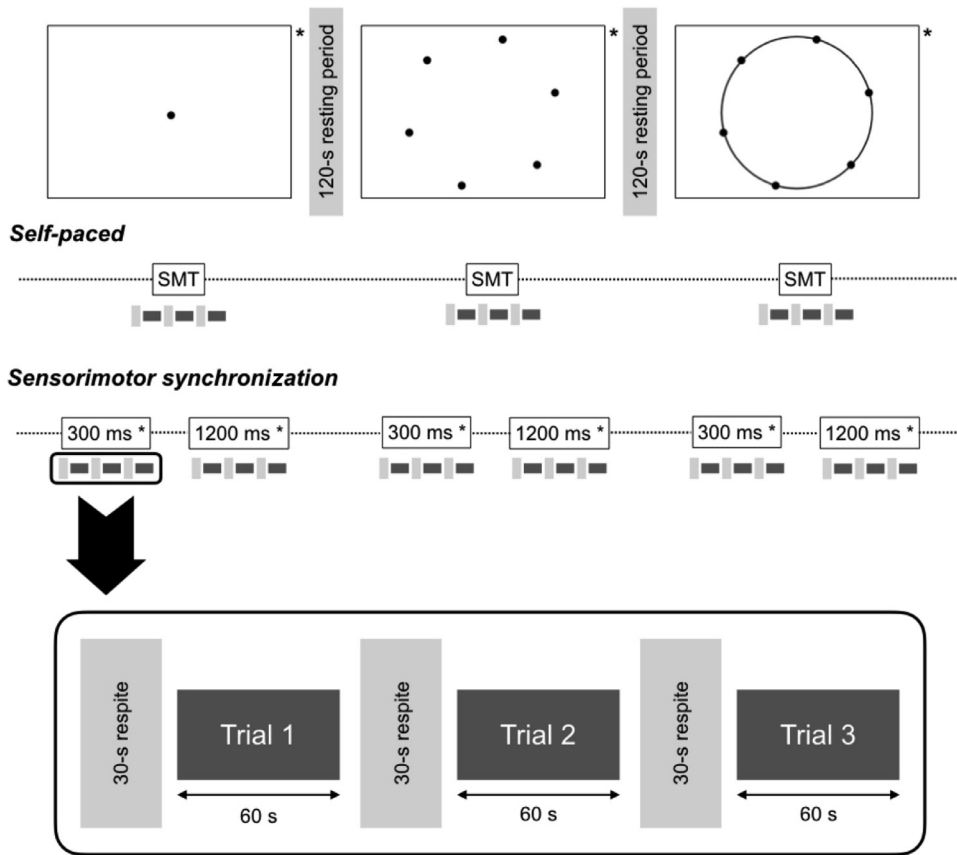 *
120-s resting period
*
120-s resting period
*
Self-paced
SMT
SMT
SMT
Sensorimotor synchronization
300 ms *
1200 ms *
300 ms *
1200 ms *
300 ms *
1200 ms *
30-s respite
Trial 1
60 s
30-s respite
Trial 2
60 s
30-s respite
Trial 3
60 s